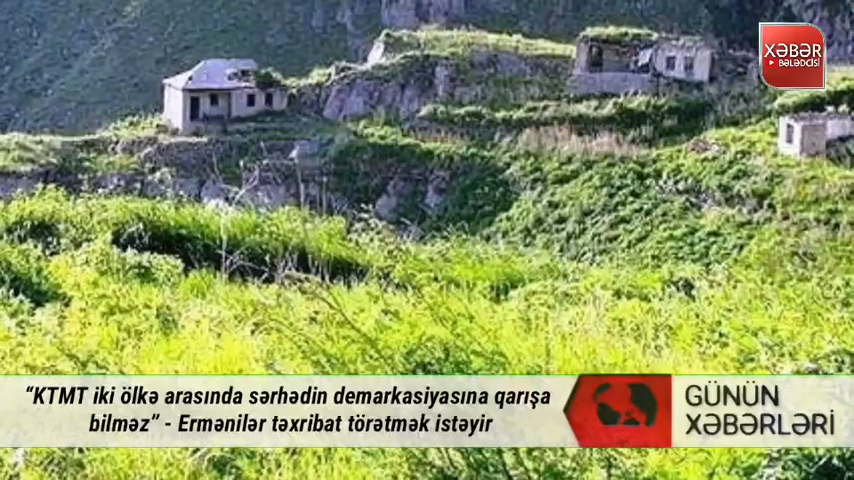 XƏBƏR
BƏLƏDÇİSİ
“KTMT iki ölkə arasında sərhədin demarkasiyasına qarışa
bilməz” - Ermənilər təxribat törətmək istəyir
GÜNÜN
XƏBƏRLƏRİ